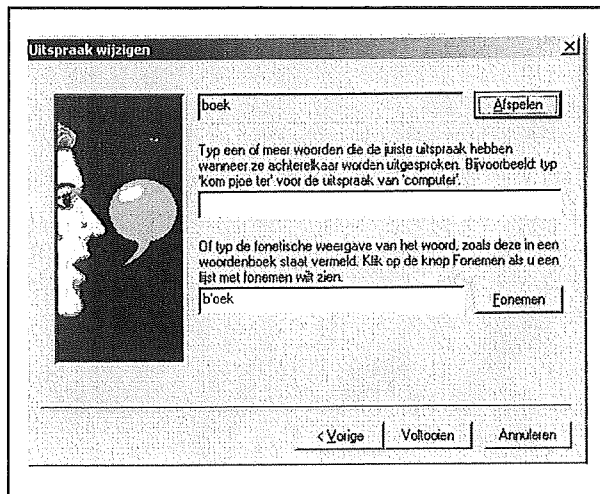 Uitspraak wijzigen
boek
Afspelen
Typ een of meer woorden die de juiste uitspraak hebben
wanneer ze achterelkaar worden uitgesproken. Bijvoorbeeld: typ
'kom pjoe ter' voor de uitspraak van 'computer'.
Of typ de fonetische weergave van het woord, zoals deze in een
woordenboek staat vermeld. Klik op de knop Fonemen als u een
lijst met fonemen wilt zien.
b'oek
Fonemen
< Vorige
Voltooien
Annuleren